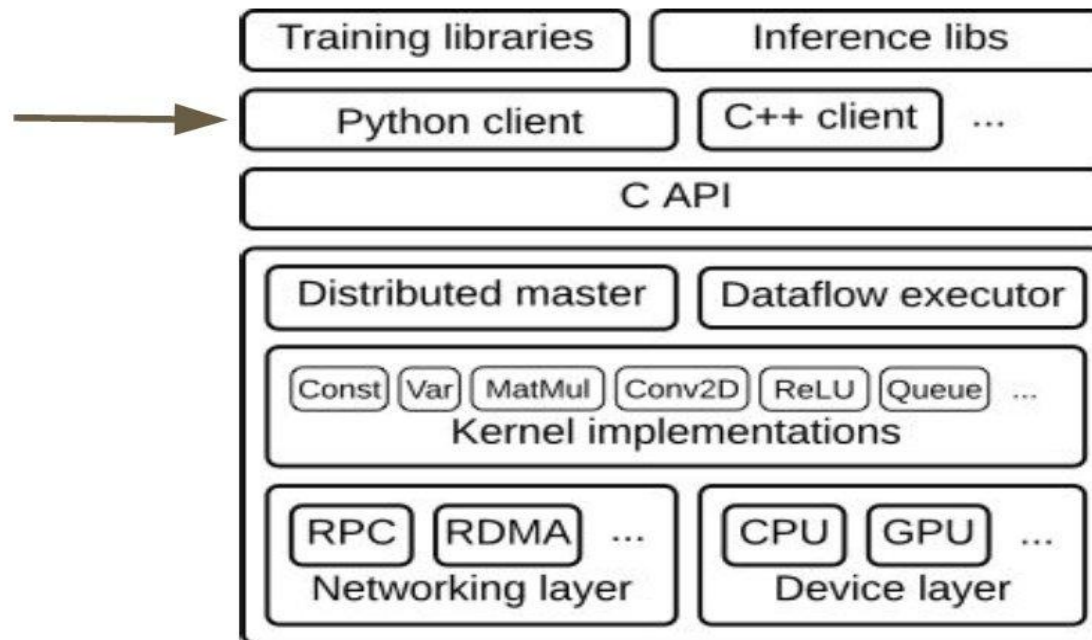 Training libraries Inference libs
Python client C++ client ...
C API
Distributed master Dataflow executor
Const Var MatMul Conv2D ReLU Queue ...
Kernel implementations
RPC RDMA ... CPU GPU ...
Networking layer Device layer